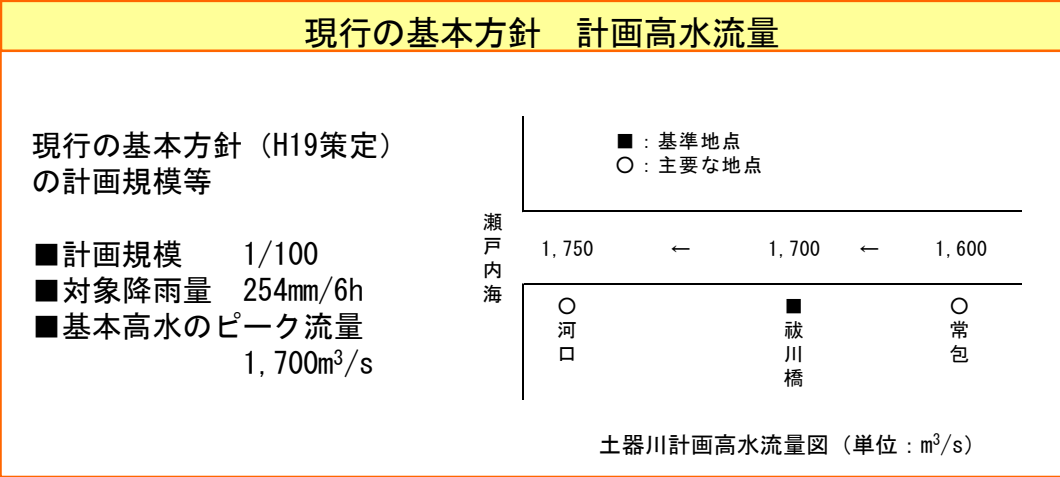 現行の基本方針　計画高水流量
現行の基本方針（H19策定）
の計画規模等
■計画規模　　1/100
■対象降雨量　254mm/6h
■基本高水のピーク流量
1,700m³/s
■：基準地点
○：主要な地点
瀬戸内海
1,750　←　1,700　←　1,600
○河口
■祓川橋
○常包
土器川計画高水流量図（単位：m³/s）